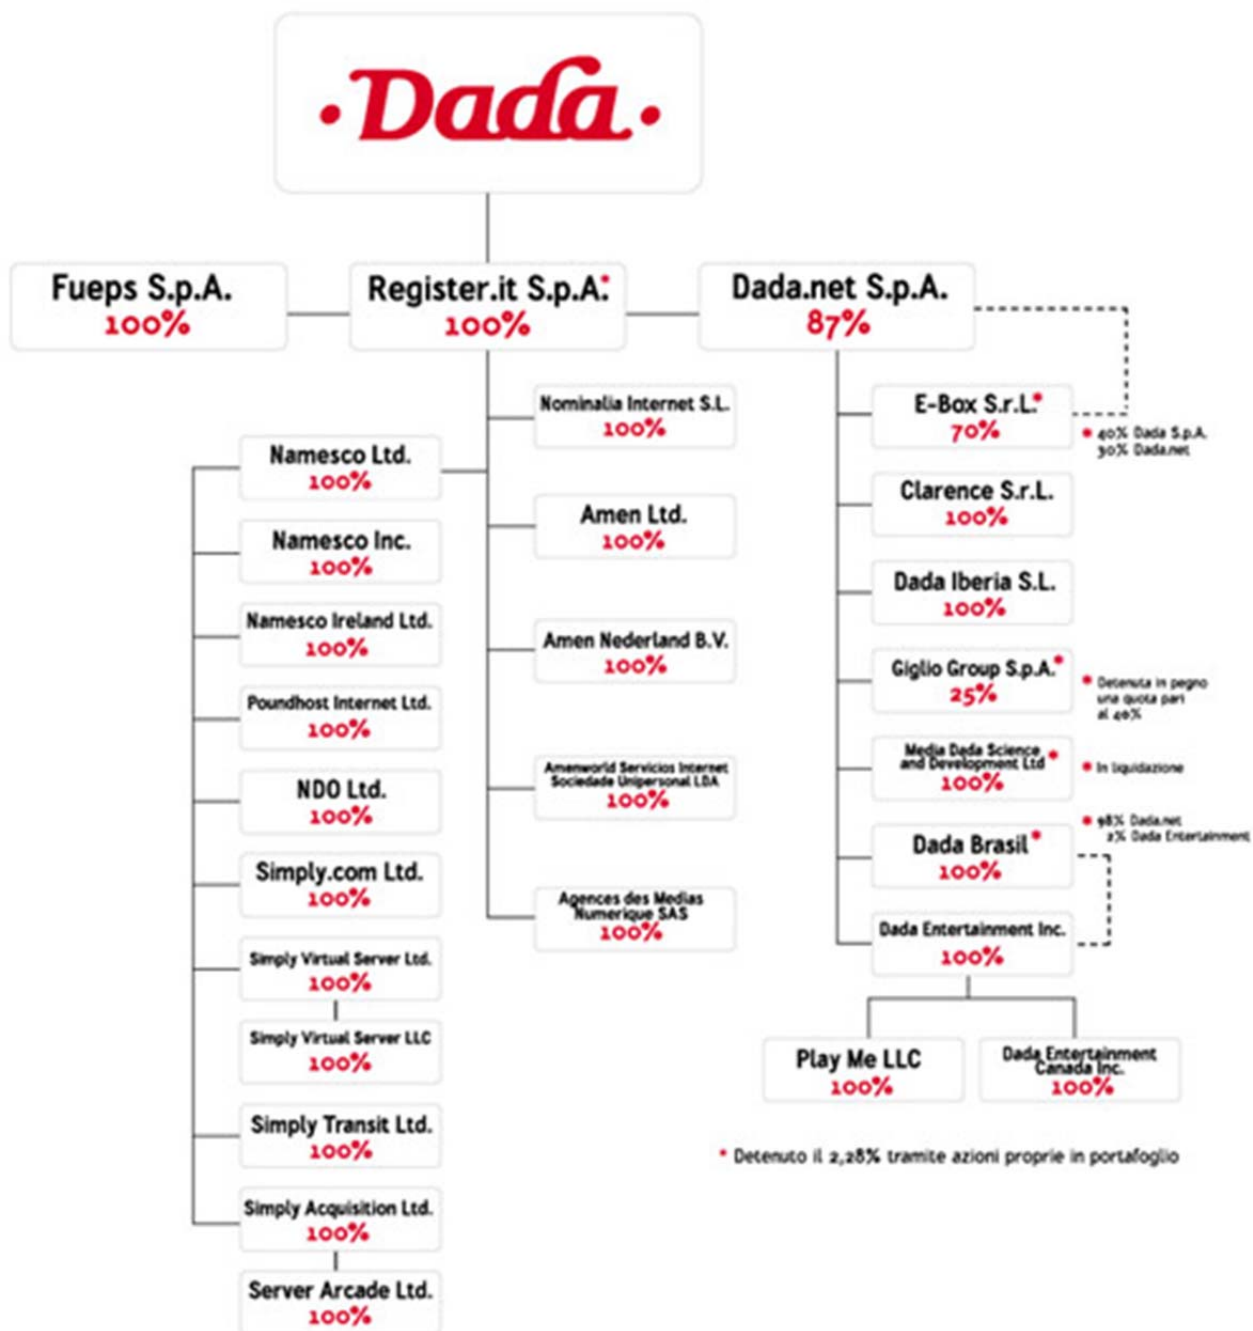 ·Dada.
Fueps S.p.A.
100%
Register.it S.p.A.*
100%
Dada.net S.p.A.
87%
Namesco Ltd.
100%
Namesco Inc.
100%
Namesco Ireland Ltd.
100%
Poundhost Internet Ltd.
100%
NDO Ltd.
100%
Simply.com Ltd.
100%
Simply Virtual Server Ltd.
100%
Simply Virtual Server LLC
100%
Simply Transit Ltd.
100%
Simply Acquisition Ltd.
100%
Server Arcade Ltd.
100%
Nominalia Internet S.L.
100%
Amen Ltd.
100%
Amen Nederland B.V.
100%
Amenworld Servicios Internet
Sociedade Unipersonal LDA
100%
Agences des Medias
Numerique SAS
100%
E-Box S.r.L.*
70%
* 40% Dada S.p.A.
30% Dada.net
Clarence S.r.L.
100%
Dada Iberia S.L.
100%
Giglio Group S.p.A.*
25%
* Detenuta in pegno
una quota pari
al 40%
Media Dada Science
and Development Ltd *
100%
* In liquidazione
Dada Brasil *
100%
* 98% Dada.net
2% Dada Entertainment
Dada Entertainment Inc.
100%
Play Me LLC
100%
Dada Entertainment
Canada Inc.
100%
* Detenuto il 2,28% tramite azioni proprie in portafoglio